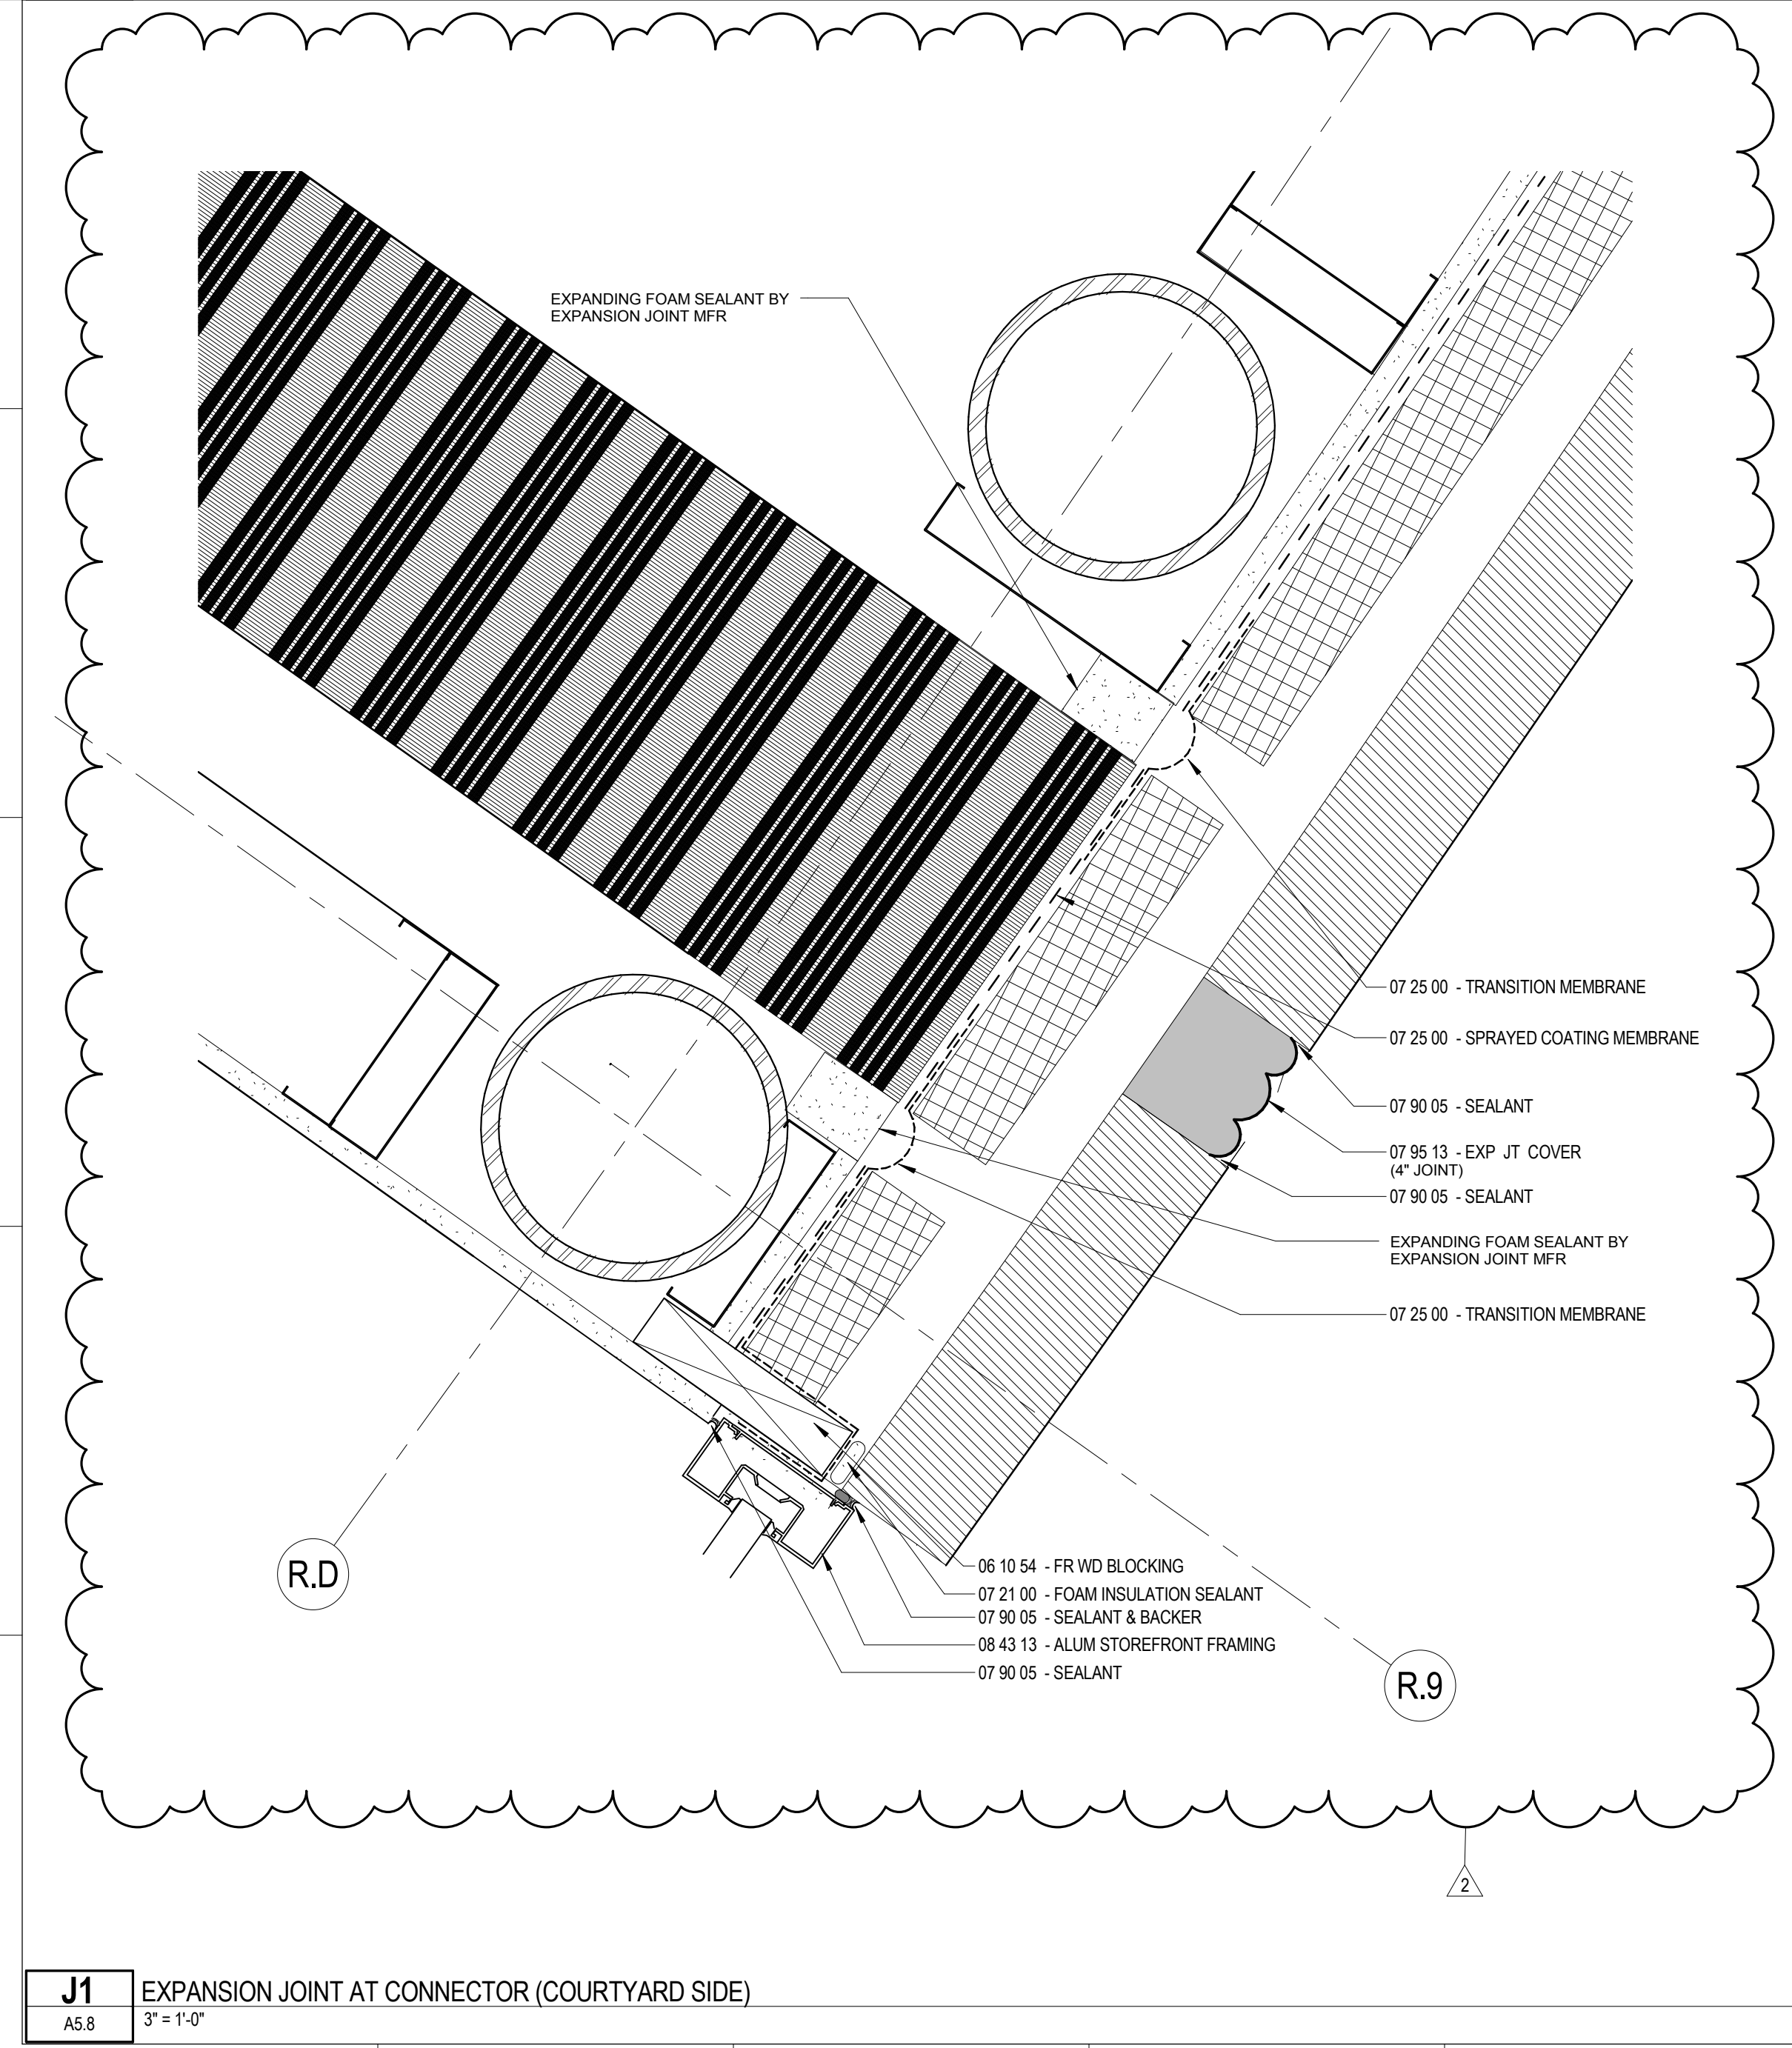 EXPANDING FOAM SEALANT BY
EXPANSION JOINT MFR
07 25 00 - TRANSITION MEMBRANE
07 25 00 - SPRAYED COATING MEMBRANE
07 90 05 - SEALANT
07 95 13 - EXP JT COVER
(4" JOINT)
07 90 05 - SEALANT
EXPANDING FOAM SEALANT BY
EXPANSION JOINT MFR
07 25 00 - TRANSITION MEMBRANE
06 10 54 - FR WD BLOCKING
07 21 00 - FOAM INSULATION SEALANT
07 90 05 - SEALANT & BACKER
08 43 13 - ALUM STOREFRONT FRAMING
07 90 05 - SEALANT
R.D
R.9
2
J1
EXPANSION JOINT AT CONNECTOR (COURTYARD SIDE)
A5.8
3" = 1'-0"